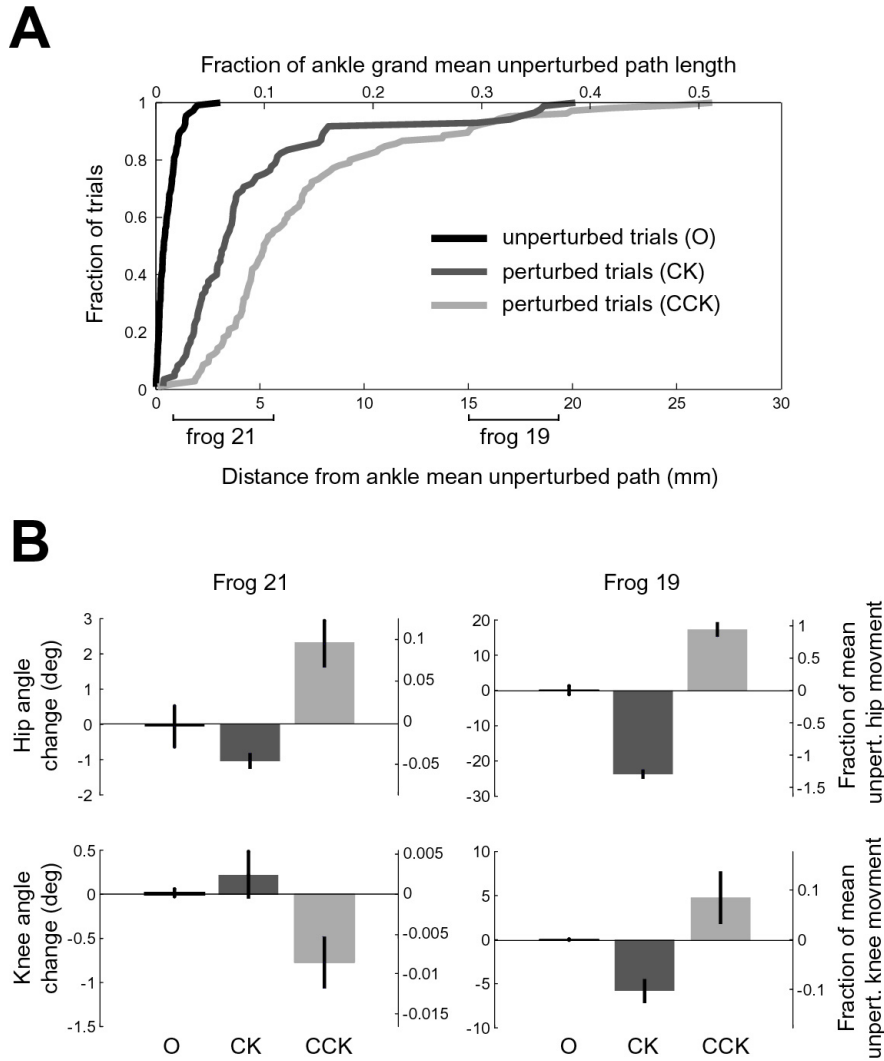 A
Fraction of ankle grand mean unperturbed path length
0 0.1 0.2 0.3 0.4 0.5
Fraction of trials
1
0.8
0.6
0.4
0.2
0
unperturbed trials (O)
perturbed trials (CK)
perturbed trials (CCK)
0 5 10 15 20 25 30
frog 21 frog 19
Distance from ankle mean unperturbed path (mm)
B
Frog 21 Frog 19
Hip angle
change (deg)
3
2
1
0
-1
-2
0.1
0.05
0
-0.05
20
10
0
-10
-20
-30
1
0.5
0
-0.5
-1
-1.5
Fraction of mean
unpert. hip movment
Knee angle
change (deg)
0.5
0
-0.5
-1
-1.5
0.005
0
-0.005
-0.01
-0.015
10
5
0
-5
-10
0.1
0
-0.1
Fraction of mean
unpert. knee movment
O CK CCK O CK CCK